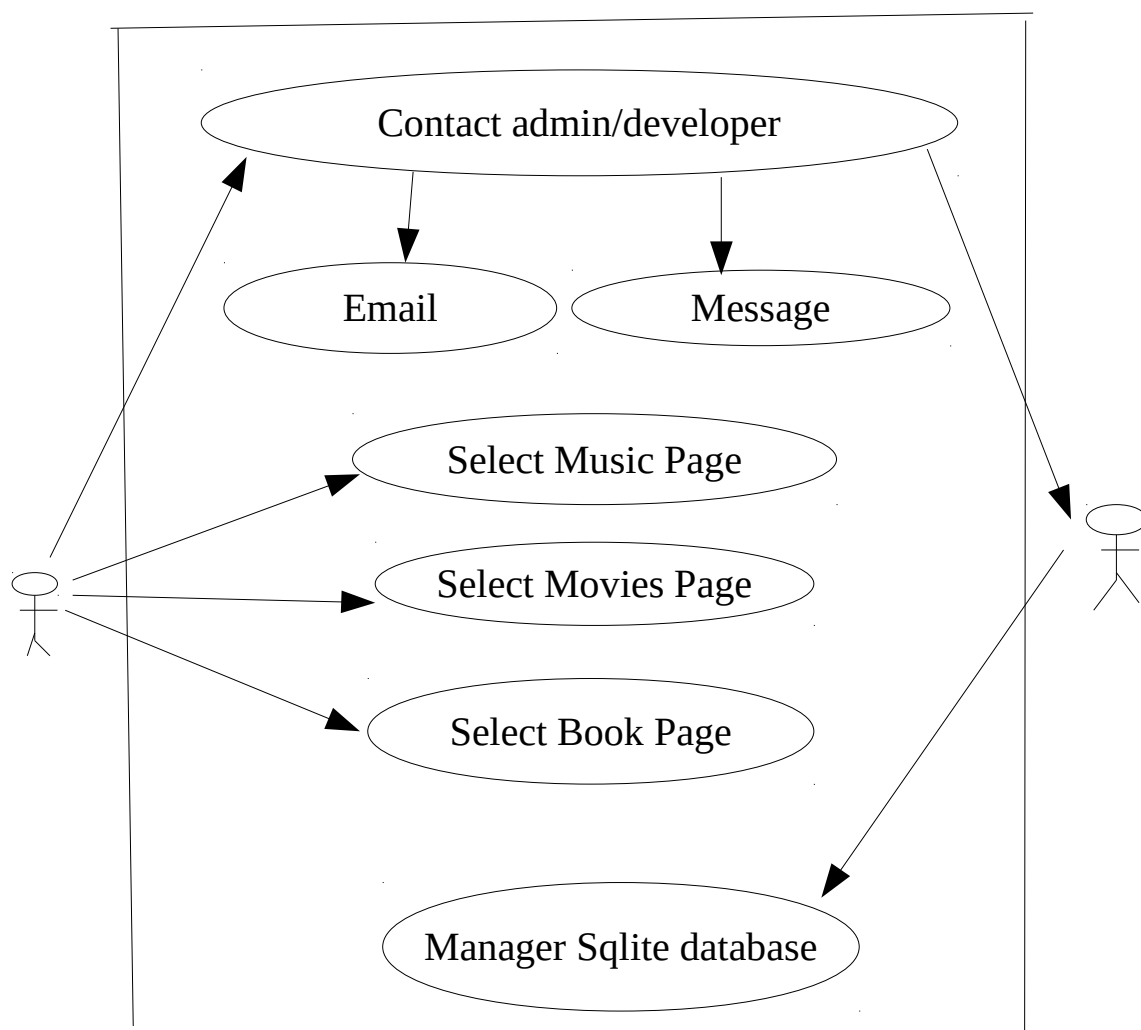 Contact admin/developer
Email
Message
Select Music Page
Select Movies Page
Select Book Page
Manager Sqlite database